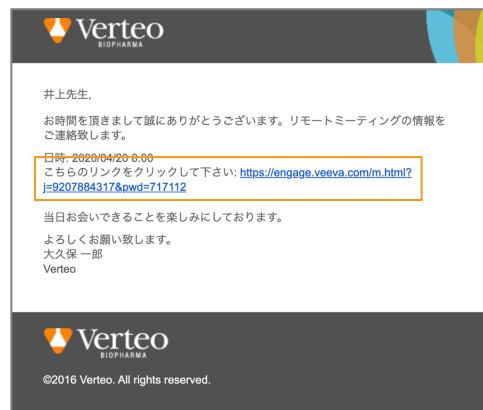 Verteo
BIOPHARMA
井上先生,
お時間を頂きまして誠にありがとうございます。リモートミーティングの情報を
ご連絡致します。
日時: 2020/04/20 8:00
こちらのリンクをクリックして下さい: https://engage.veeva.com/m.html?
j=9207884317&pwd=717112
当日お会いできることを楽しみにしております。
よろしくお願い致します。
大久保 一郎
Verteo
Verteo
BIOPHARMA
©2016 Verteo. All rights reserved.